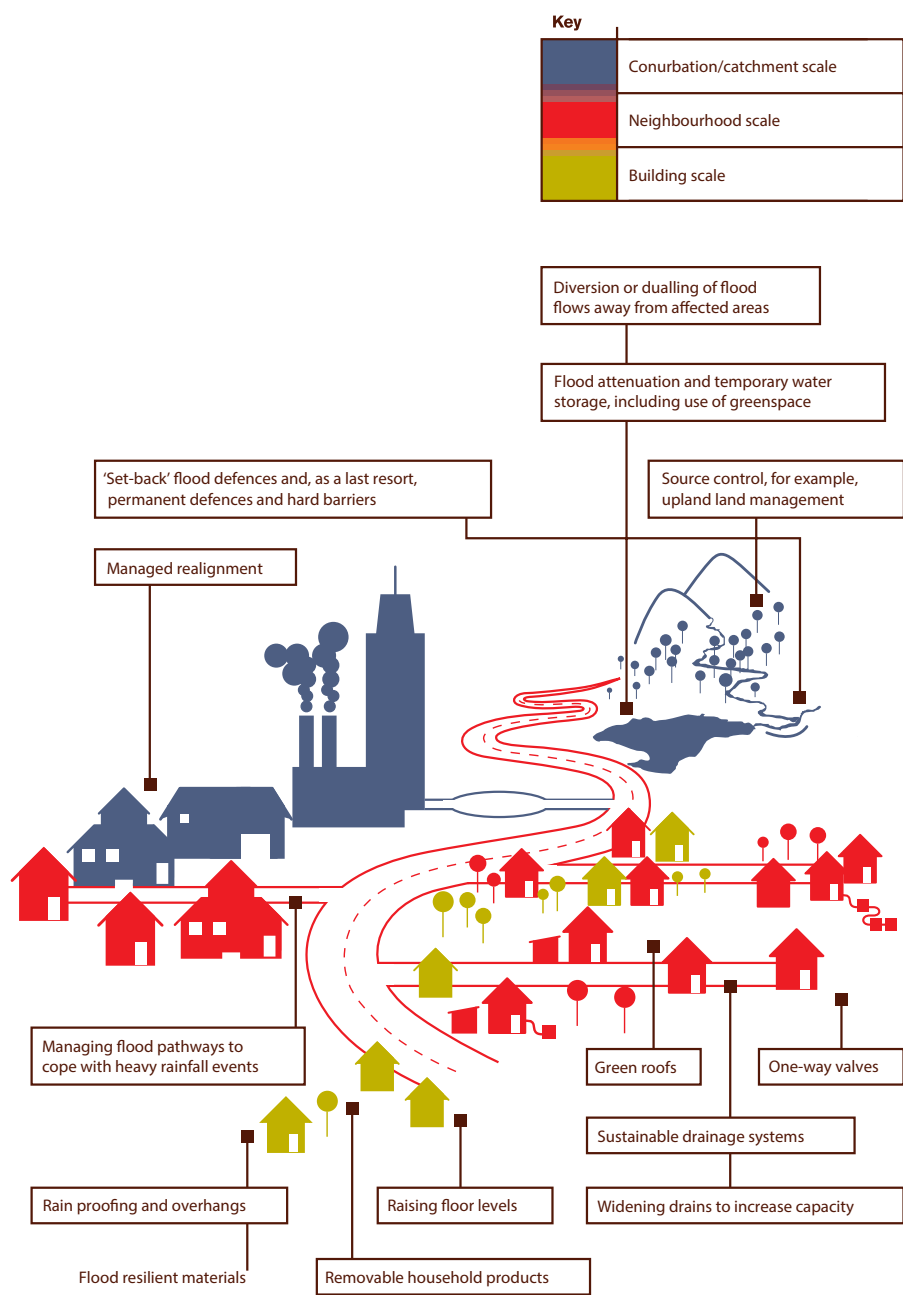 Key
Conurbation/catchment scale
Neighbourhood scale
Building scale
Diversion or dualling of flood
flows away from affected areas
Flood attenuation and temporary water
storage, including use of greenspace
‘Set-back’ flood defences and, as a last resort,
permanent defences and hard barriers
Source control, for example,
upland land management
Managed realignment
Managing flood pathways to
cope with heavy rainfall events
Green roofs
One-way valves
Sustainable drainage systems
Rain proofing and overhangs
Raising floor levels
Widening drains to increase capacity
Flood resilient materials
Removable household products